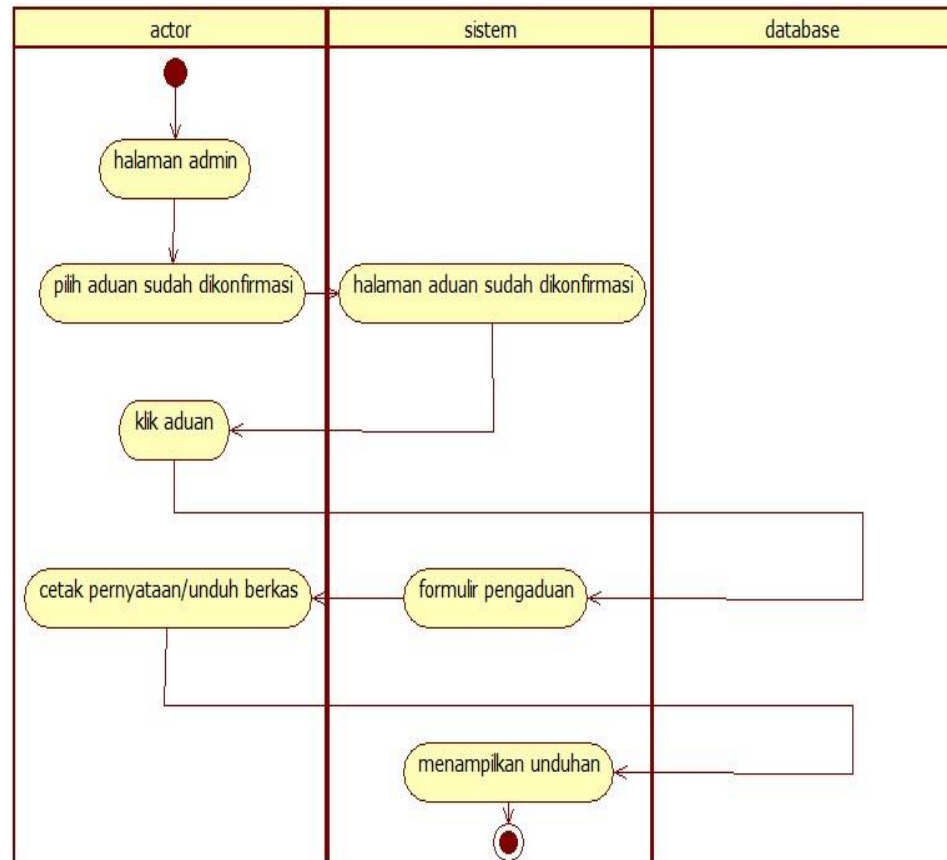 actor
sistem
database
halaman admin
pilih aduan sudah dikonfirmasi
halaman aduan sudah dikonfirmasi
klik aduan
cetak pernyataan/unduh berkas
formulir pengaduan
menampilkan unduhan